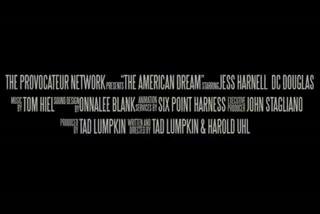 THE PROVOCATEUR NETWORK PRESENTS "THE AMERICAN DREAM" STARRING JESS HARNELL DC DOUGLAS
MUSIC BY TOM HIEL SOUND DESIGN BY ONNALEE BLANK ANIMATION SERVICES BY SIX POINT HARNESS EXECUTIVE PRODUCER JOHN STAGLIANO
PRODUCED BY TAD LUMPKIN WRITTEN AND DIRECTED BY TAD LUMPKIN & HAROLD UHL